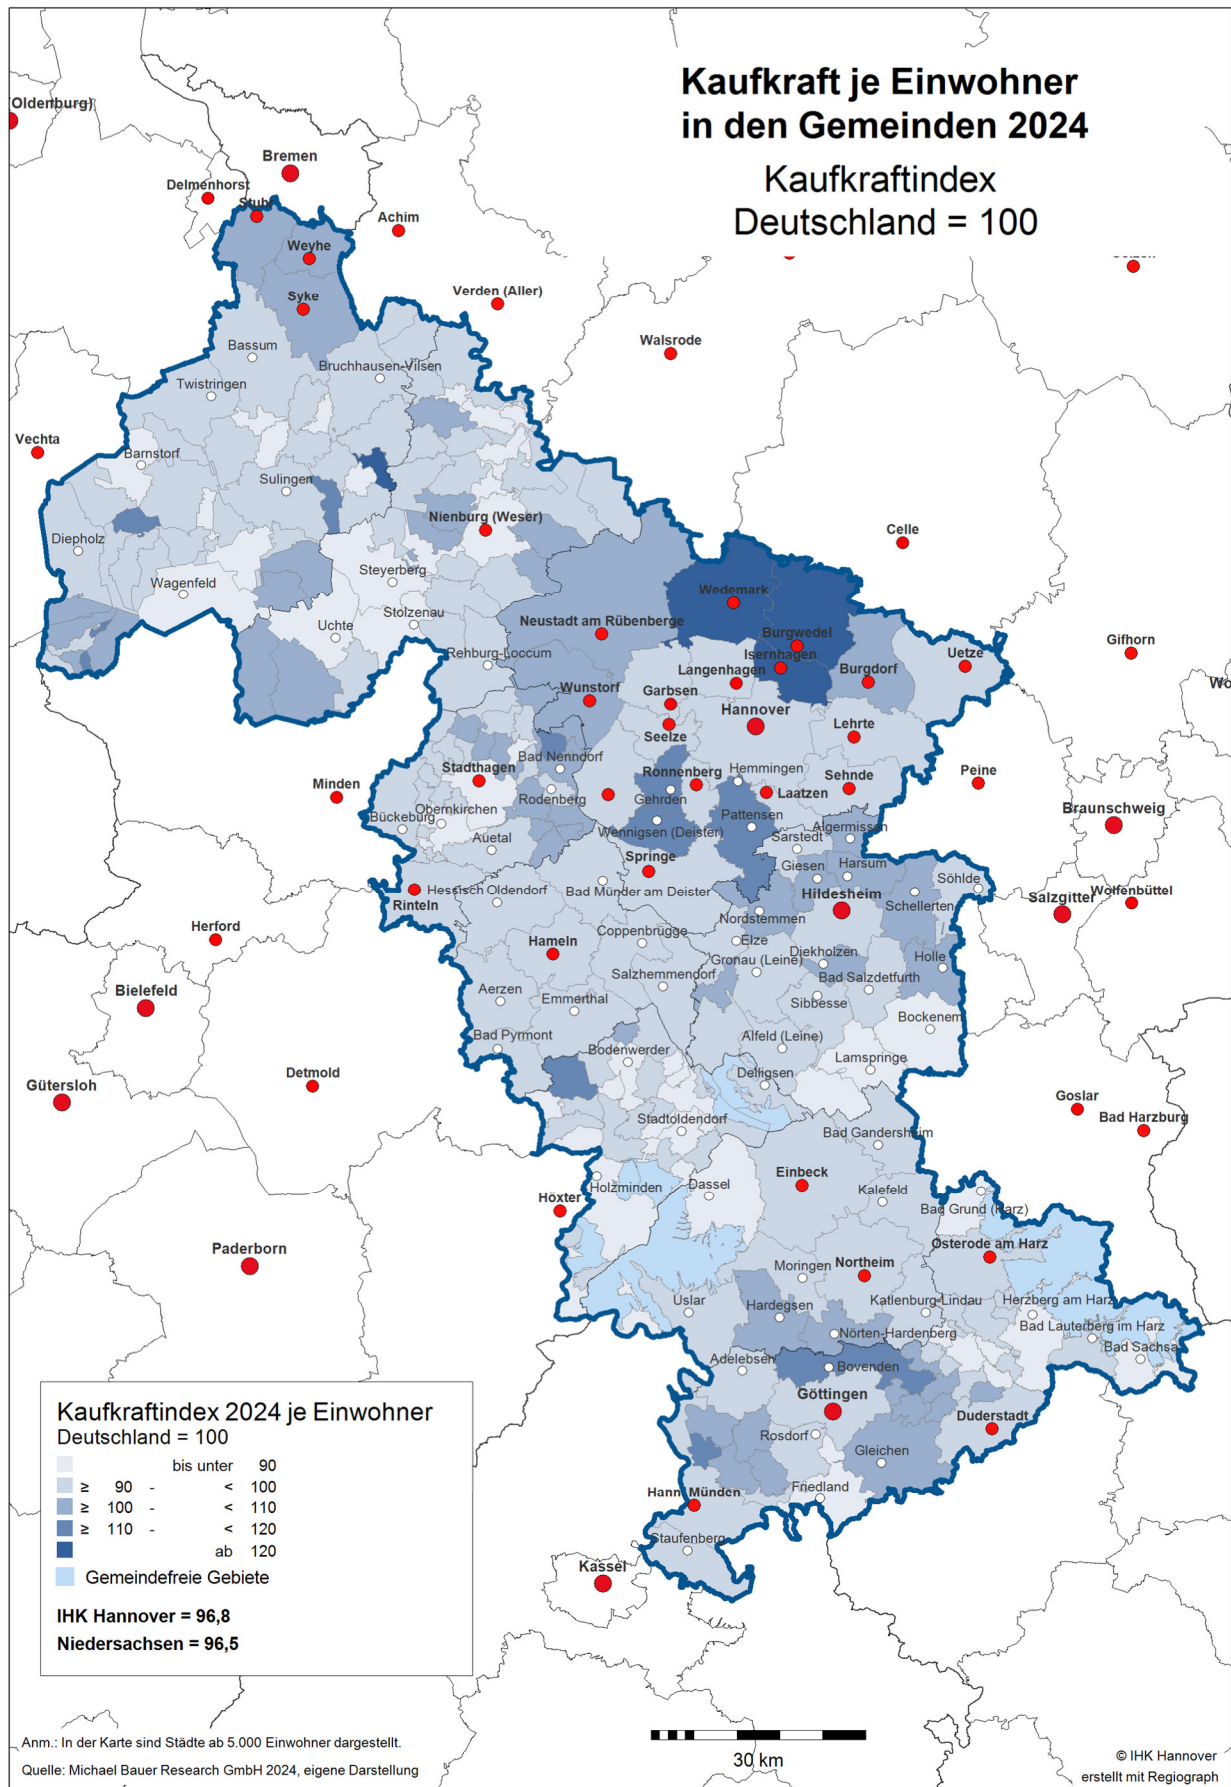 Kaufkraft je Einwohner
in den Gemeinden 2024
Kaufkraftindex
Deutschland = 100
Oldenburg)
Bremen
Delmenhorst
Stuhr
Achim
Weyhe
Syke
Verden (Aller)
Walsrode
Bassum
Bruchhausen-Vilsen
Twistringen
Vechta
Barnstorf
Sulingen
Nienburg (Weser)
Celle
Diepholz
Steyerberg
Wagenfeld
Wedemark
Stolzenau
Neustadt am Rübenberge
Uchte
Burgwedel
Gifhorn
Isernhagen
Uetze
Rehburg-Loccum
Langenhagen
Burgdorf
Wunstorf
Garbsen
Hannover
Lehrte
Seelze
Bad Nenndorf
Stadthagen
Ronnenberg
Hemmingen
Sehnde
Peine
Minden
Rodenberg
Gehrden
Laatzen
Braunschweig
Obernkirchen
Bückeburg
Wennigsen (Deister)
Pattensen
Algermissen
Auetal
Sarstedt
Springe
Giesen
Harsum
Hessisch Oldendorf
Bad Münder am Deister
Söhlde
Rinteln
Hildesheim
Schellerten
Salzgitter
Wolfenbüttel
Herford
Nordstemmen
Coppenbrügge
Hameln
Elze
Diekholzen
Gronau (Leine)
Holle
Salzhemmendorf
Bad Salzdetfurth
Bielefeld
Aerzen
Emmerthal
Sibbesse
Bockenem
Bad Pyrmont
Alfeld (Leine)
Bodenwerder
Lamspringe
Detmold
Delligsen
Gütersloh
Goslar
Bad Harzburg
Stadtoldendorf
Bad Gandersheim
Einbeck
Holzminden
Dassel
Kalefeld
Höxter
Bad Grund (Harz)
Osterode am Harz
Paderborn
Moringen
Northeim
Uslar
Hardegsen
Katlenburg-Lindau
Herzberg am Harz
Bad Lauterberg im Harz
Nörten-Hardenberg
Bad Sachsa
Adelebsen
Bovenden
Göttingen
Duderstadt
Rosdorf
Gleichen
Hann. Münden
Friedland
Staufenberg
Kassel
Kaufkraftindex 2024 je Einwohner
Deutschland = 100
bis unter 90
≥ 90 - < 100
≥ 100 - < 110
≥ 110 - < 120
ab 120
Gemeindefreie Gebiete
IHK Hannover = 96,8
Niedersachsen = 96,5
Anm.: In der Karte sind Städte ab 5.000 Einwohner dargestellt.
30 km
Quelle: Michael Bauer Research GmbH 2024, eigene Darstellung
© IHK Hannover
erstellt mit Regiograph